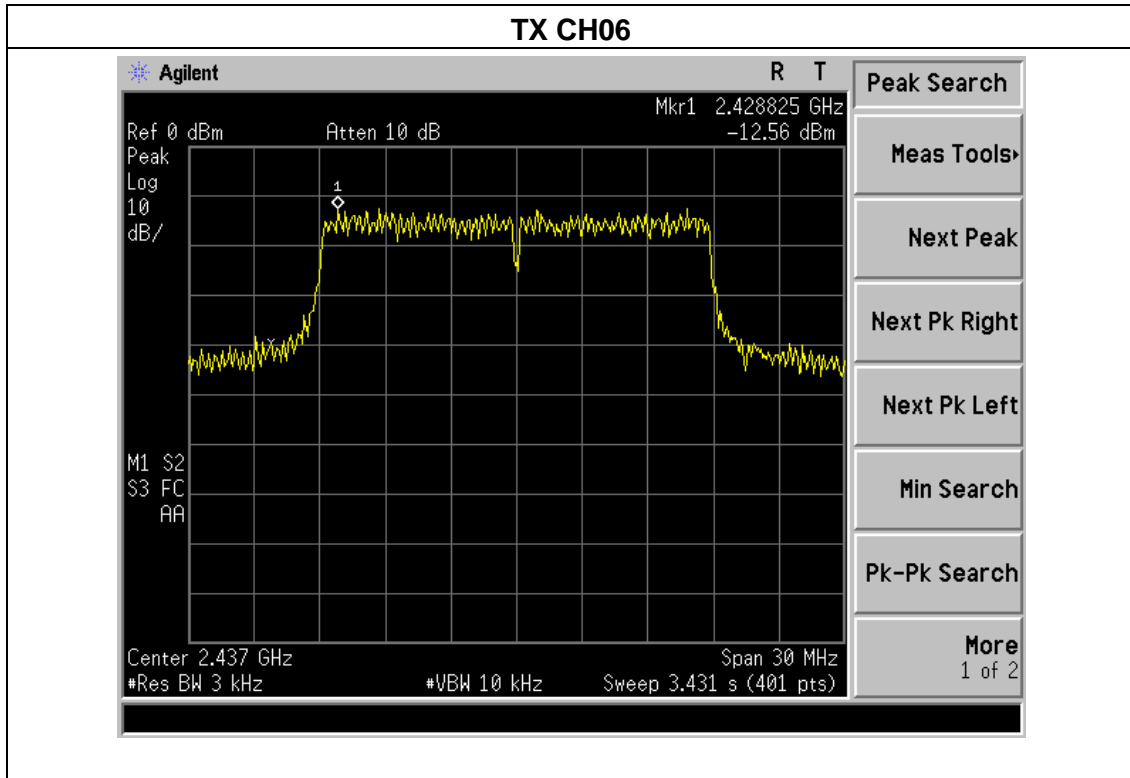 TX CH06
Agilent R T
Mkr1 2.428825 GHz
Ref 0 dBm Atten 10 dB -12.56 dBm
Peak
Log
10
dB/
1
M1 S2
S3 FC
AA
Center 2.437 GHz Span 30 MHz
#Res BW 3 kHz #VBW 10 kHz Sweep 3.431 s (401 pts)
Peak Search
Meas Tools▸
Next Peak
Next Pk Right
Next Pk Left
Min Search
Pk-Pk Search
More
1 of 2